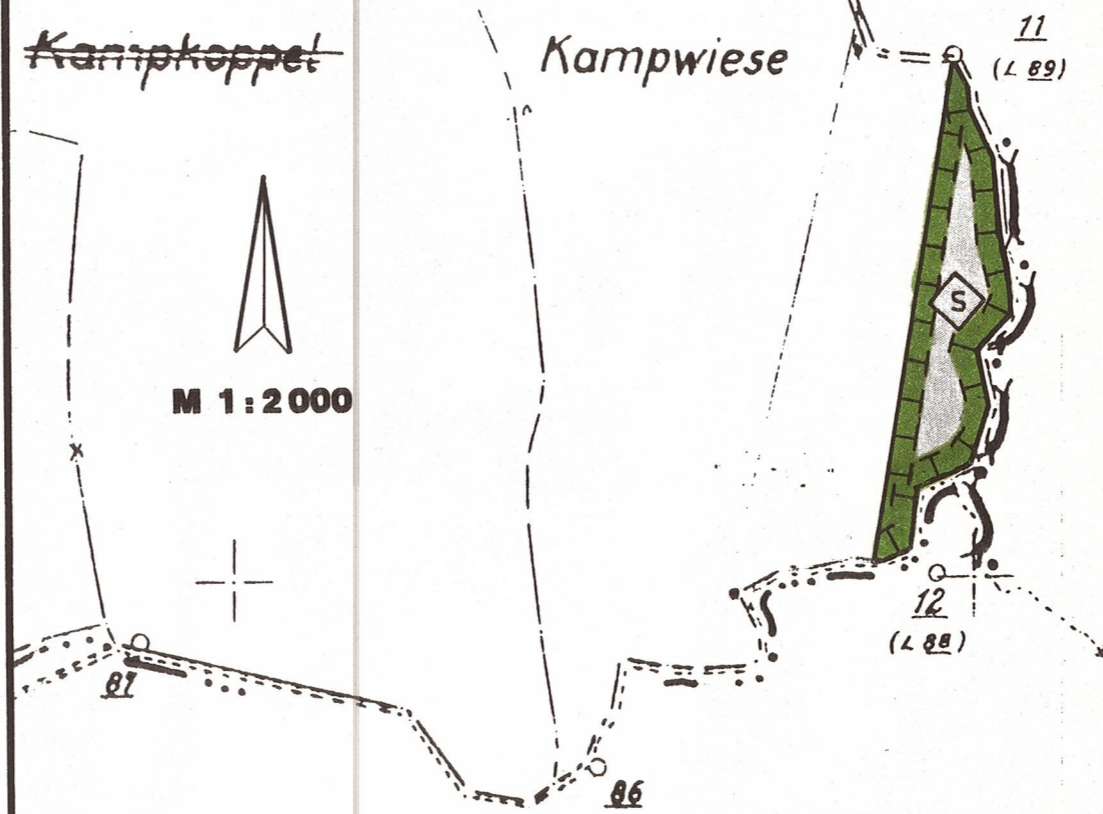 Kampkoppel
Kampwiese
11
(L 89)
S
M 1:2000
12
(L 88)
87
86